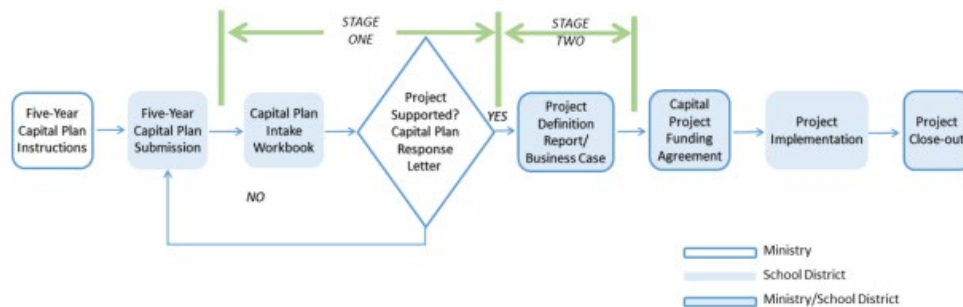 STAGE
ONE
STAGE
TWO
Five-Year
Capital Plan
Instructions
Five-Year
Capital Plan
Submission
Capital Plan
Intake
Workbook
Project
Supported?
Capital Plan
Response
Letter
YES
Project
Definition
Report/
Business Case
Capital
Project
Funding
Agreement
Project
Implementation
Project
Close-out
NO
Ministry
School District
Ministry/School District